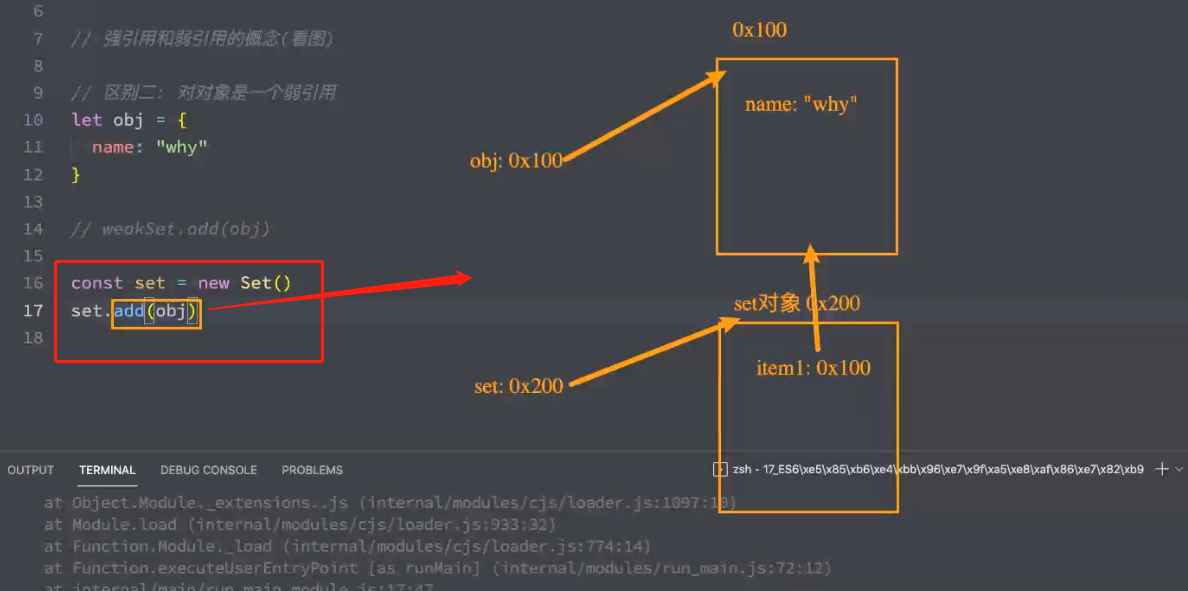 6
7 // 强引用和弱引用的概念(看图)
8
9 // 区别二: 对对象是一个弱引用
10 let obj = {
11 name: "why"
12 }
13
14 // weakSet.add(obj)
15
16 const set = new Set()
17 set.add(obj)
18
0x100
name: "why"
obj: 0x100
set对象 0x200
item1: 0x100
set: 0x200
OUTPUT TERMINAL DEBUG CONSOLE PROBLEMS
zsh - 17_ES6\xe5\x85\xb6\xe4\xbb\x96\xe7\x9f\xa5\xe8\xaf\x86\xe7\x82\xb9
at Object.Module._extensions..js (internal/modules/cjs/loader.js:1097:10)
at Module.load (internal/modules/cjs/loader.js:933:32)
at Function.Module._load (internal/modules/cjs/loader.js:774:14)
at Function.executeUserEntryPoint [as runMain] (internal/modules/run_main.js:72:12)
at internal/main/run_main_module.js:17:47